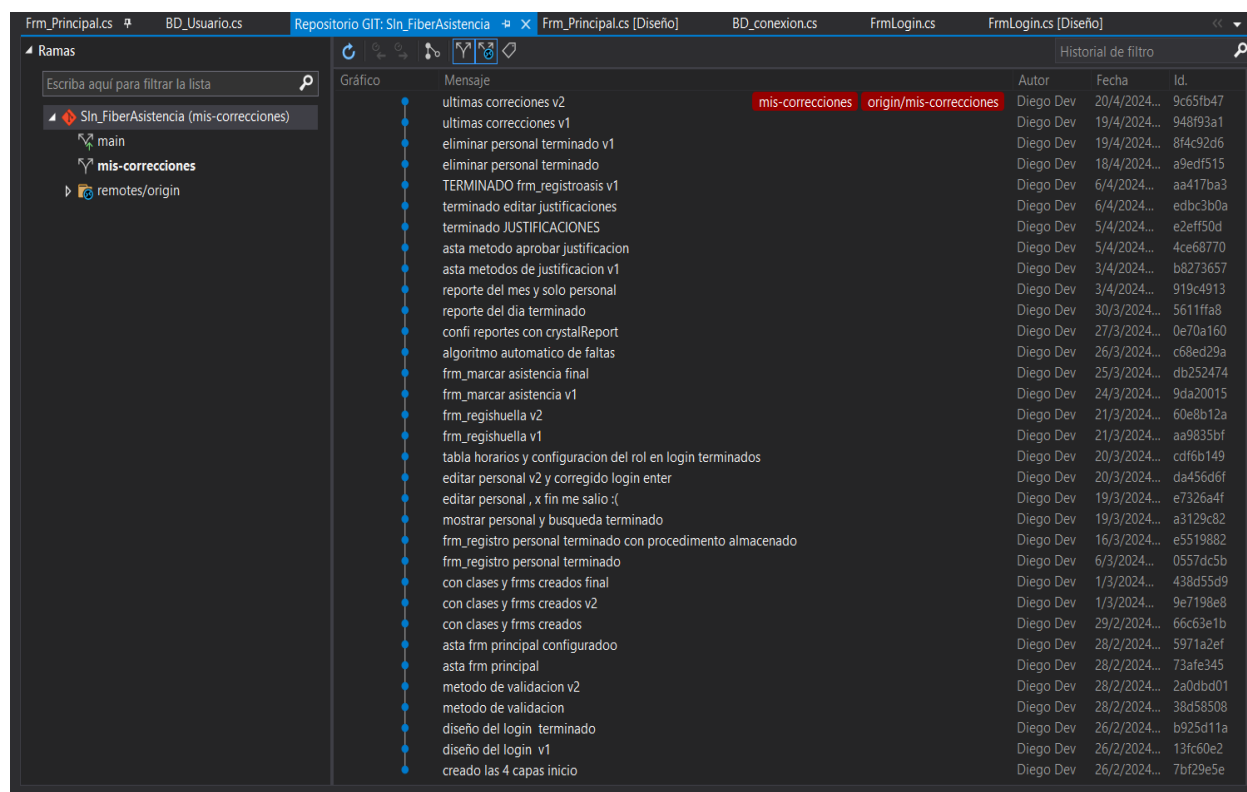 Frm_Principal.cs BD_Usuario.cs Repositorio GIT: Sln_FiberAsistencia Frm_Principal.cs [Diseño] BD_conexion.cs FrmLogin.cs FrmLogin.cs [Diseño]
Ramas
Historial de filtro
Escriba aquí para filtrar la lista
Sln_FiberAsistencia (mis-correcciones)
main
mis-correcciones
remotes/origin
Gráfico Mensaje Autor Fecha Id.
ultimas correciones v2 mis-correcciones origin/mis-correcciones Diego Dev 20/4/2024... 9c65fb47
ultimas correcciones v1 Diego Dev 19/4/2024... 948f93a1
eliminar personal terminado v1 Diego Dev 19/4/2024... 8f4c92d6
eliminar personal terminado Diego Dev 18/4/2024... a9edf515
TERMINADO frm_registroasis v1 Diego Dev 6/4/2024... aa417ba3
terminado editar justificaciones Diego Dev 6/4/2024... edbc3b0a
terminado JUSTIFICACIONES Diego Dev 5/4/2024... e2eff50d
asta metodo aprobar justificacion Diego Dev 5/4/2024... 4ce68770
asta metodos de justificacion v1 Diego Dev 3/4/2024... b8273657
reporte del mes y solo personal Diego Dev 3/4/2024... 919c4913
reporte del dia terminado Diego Dev 30/3/2024... 5611ffa8
confi reportes con crystalReport Diego Dev 27/3/2024... 0e70a160
algoritmo automatico de faltas Diego Dev 26/3/2024... c68ed29a
frm_marcar asistencia final Diego Dev 25/3/2024... db252474
frm_marcar asistencia v1 Diego Dev 24/3/2024... 9da20015
frm_regishuella v2 Diego Dev 21/3/2024... 60e8b12a
frm_regishuella v1 Diego Dev 21/3/2024... aa9835bf
tabla horarios y configuracion del rol en login terminados Diego Dev 20/3/2024... cdf6b149
editar personal v2 y corregido login enter Diego Dev 20/3/2024... da456d6f
editar personal , x fin me salio :( Diego Dev 19/3/2024... e7326a4f
mostrar personal y busqueda terminado Diego Dev 19/3/2024... a3129c82
frm_registro personal terminado con procedimento almacenado Diego Dev 16/3/2024... e5519882
frm_registro personal terminado Diego Dev 6/3/2024... 0557dc5b
con clases y frms creados final Diego Dev 1/3/2024... 438d55d9
con clases y frms creados v2 Diego Dev 1/3/2024... 9e7198e8
con clases y frms creados Diego Dev 29/2/2024... 66c63e1b
asta frm principal configuradoo Diego Dev 28/2/2024... 5971a2ef
asta frm principal Diego Dev 28/2/2024... 73afe345
metodo de validacion v2 Diego Dev 28/2/2024... 2a0dbd01
metodo de validacion Diego Dev 28/2/2024... 38d58508
diseño del login terminado Diego Dev 26/2/2024... b925d11a
diseño del login v1 Diego Dev 26/2/2024... 13fc60e2
creado las 4 capas inicio Diego Dev 26/2/2024... 7bf29e5e